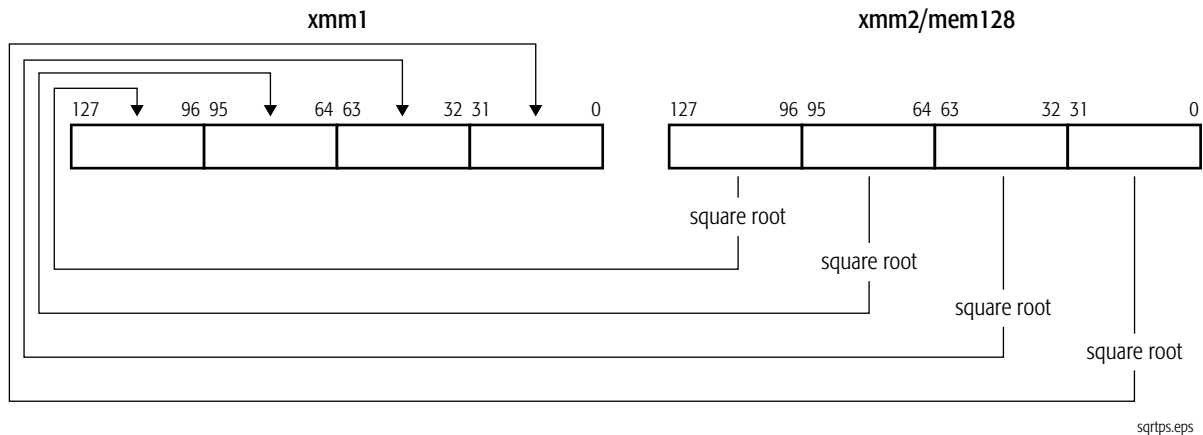 xmm1 xmm2/mem128
127 96 95 64 63 32 31 0 127 96 95 64 63 32 31 0
square root
square root
square root
square root
sqrtps.eps